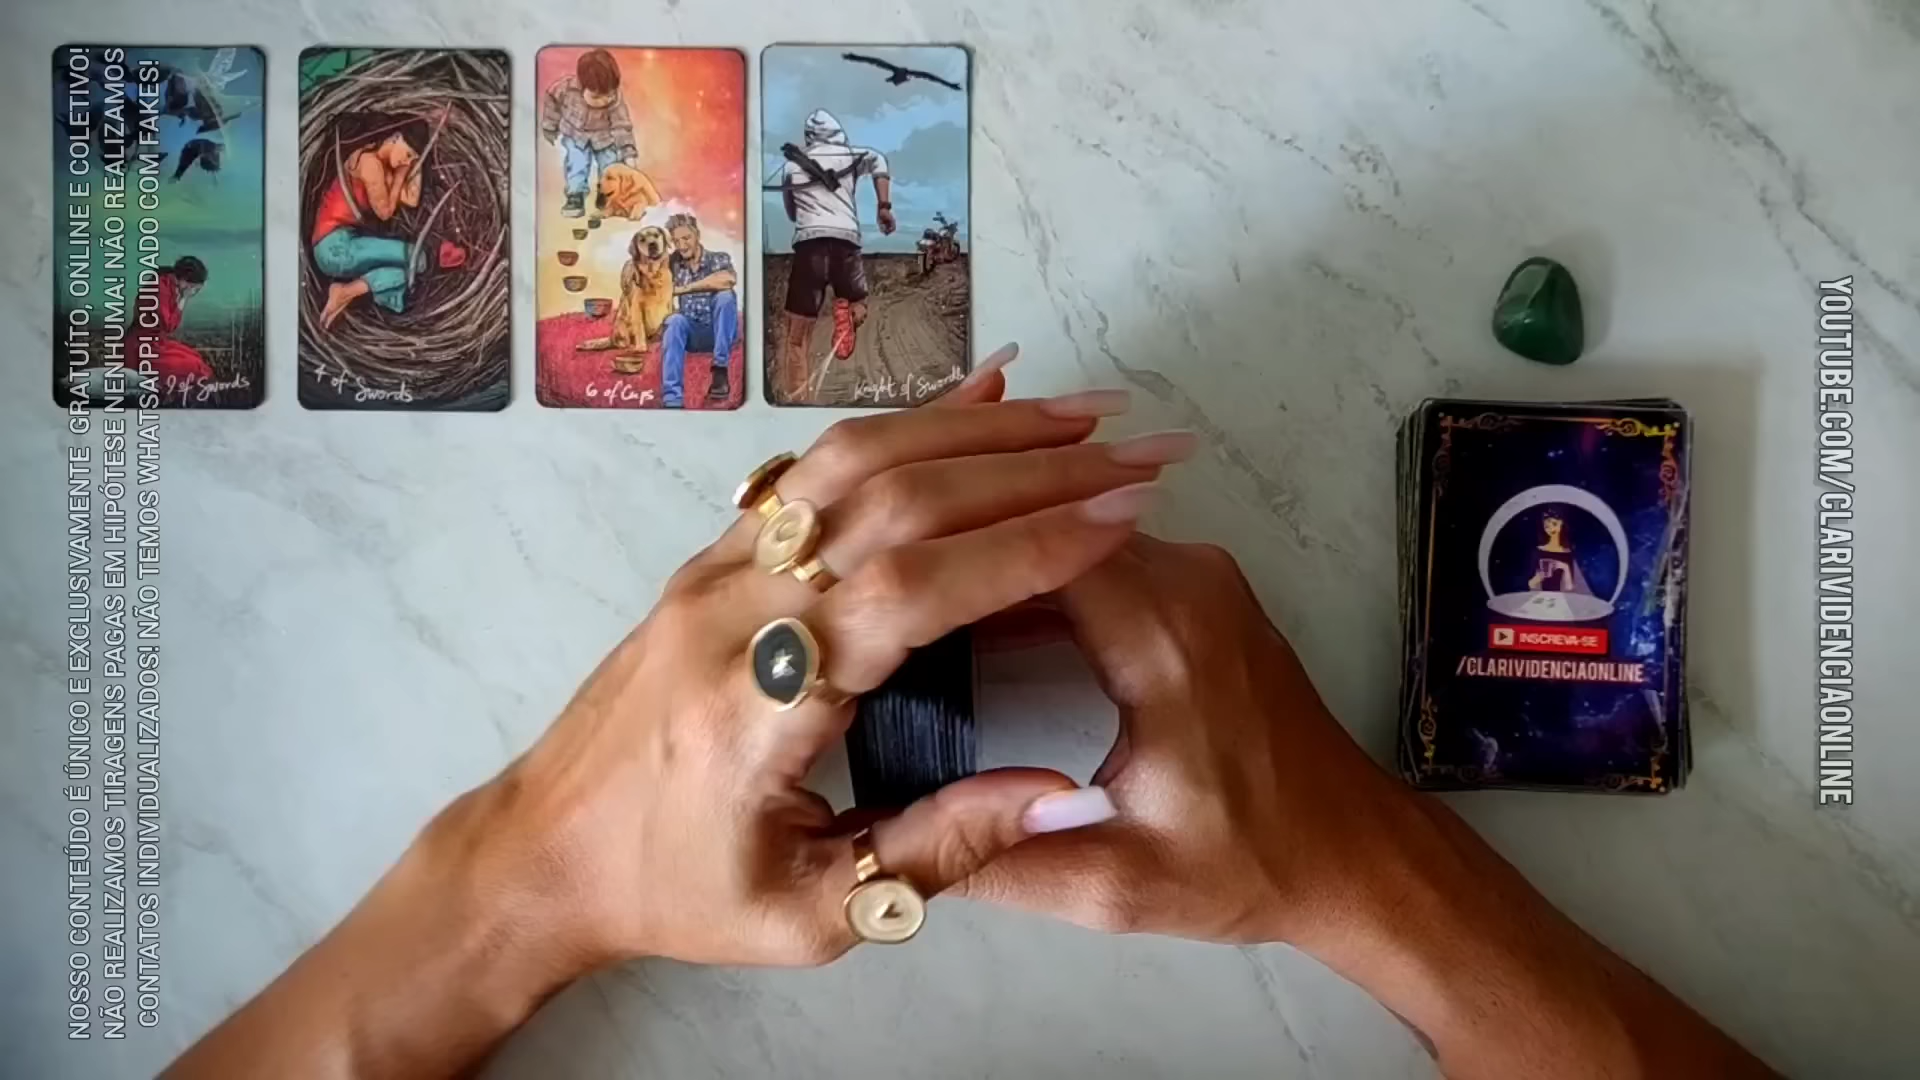 NOSSO CONTEÚDO É ÚNICO E EXCLUSIVAMENTE GRATUÍTO, ONLINE E COLETIVO!
NÃO REALIZAMOS TIRAGENS PAGAS EM HIPÓTESE NENHUMA! NÃO REALIZAMOS
CONTATOS INDIVIDUALIZADOS! NÃO TEMOS WHATSAPP! CUIDADO COM FAKES!
9 of Swords
4 of Swords
6 of Cups
Knight of Swords
INSCREVA-SE
/CLARIVIDENCIAONLINE
YOUTUBE.COM/CLARIVIDENCIAONLINE